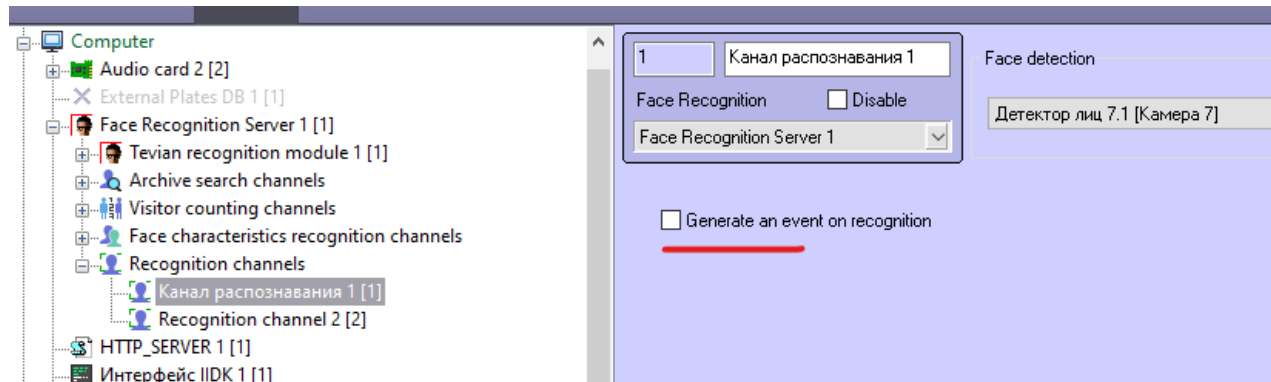 Computer
Audio card 2 [2]
External Plates DB 1 [1]
Face Recognition Server 1 [1]
Tevian recognition module 1 [1]
Archive search channels
Visitor counting channels
Face characteristics recognition channels
Recognition channels
Канал распознавания 1 [1]
Recognition channel 2 [2]
HTTP_SERVER 1 [1]
Интерфейс IIDK 1 [1]
1
Канал распознавания 1
Face Recognition
Disable
Face Recognition Server 1
Face detection
Детектор лиц 7.1 [Камера 7]
Generate an event on recognition